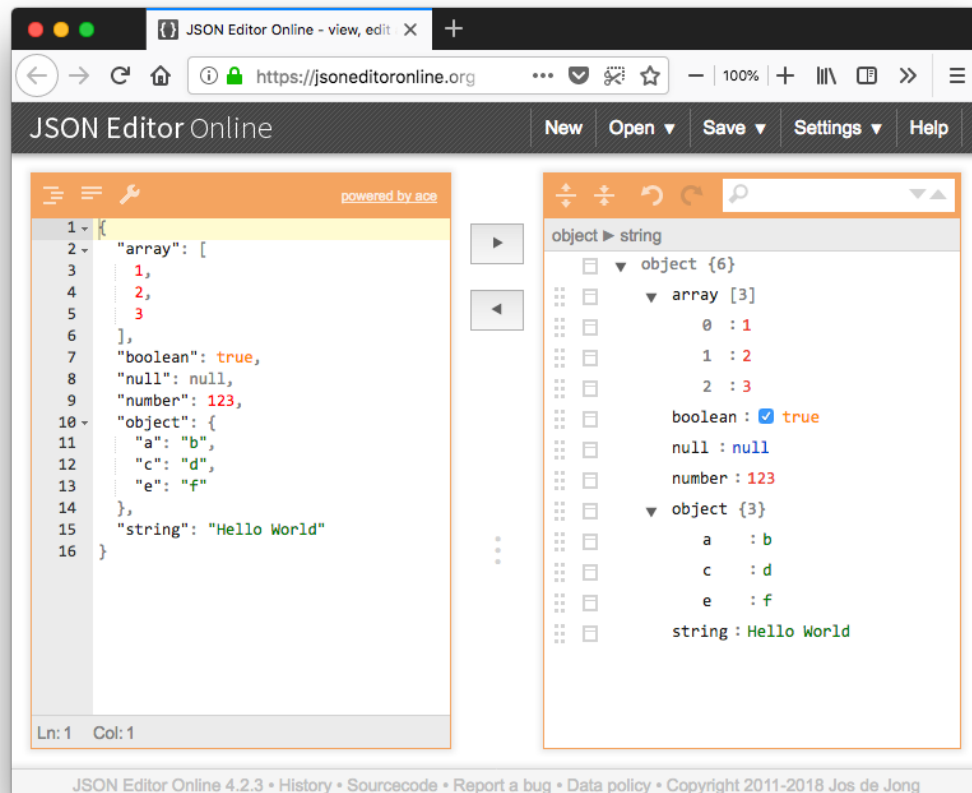 JSON Editor Online - view, edit
https://jsoneditoronline.org
100%
JSON Editor Online
New Open ▼ Save ▼ Settings ▼ Help
powered by ace
1 {
2 "array": [
3 1,
4 2,
5 3
6 ],
7 "boolean": true,
8 "null": null,
9 "number": 123,
10 "object": {
11 "a": "b",
12 "c": "d",
13 "e": "f"
14 },
15 "string": "Hello World"
16 }
Ln: 1 Col: 1
object ► string
object {6}
array [3]
0 : 1
1 : 2
2 : 3
boolean : true
null : null
number : 123
object {3}
a : b
c : d
e : f
string : Hello World
JSON Editor Online 4.2.3 • History • Sourcecode • Report a bug • Data policy • Copyright 2011-2018 Jos de Jong